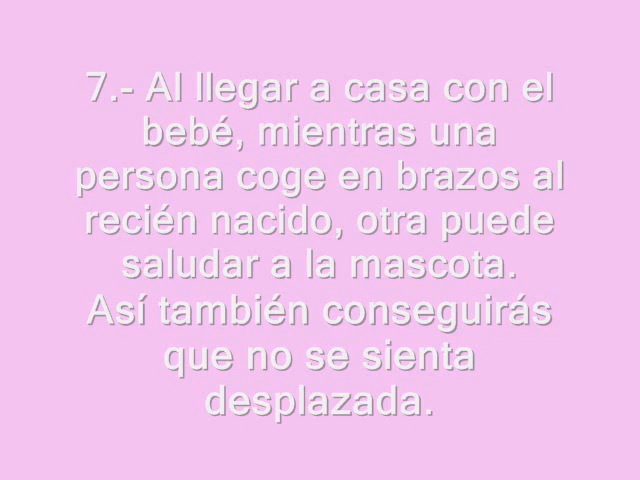 7.- Al llegar a casa con el
bebé, mientras una
persona coge en brazos al
recién nacido, otra puede
saludar a la mascota.
Así también conseguirás
que no se sienta
desplazada.